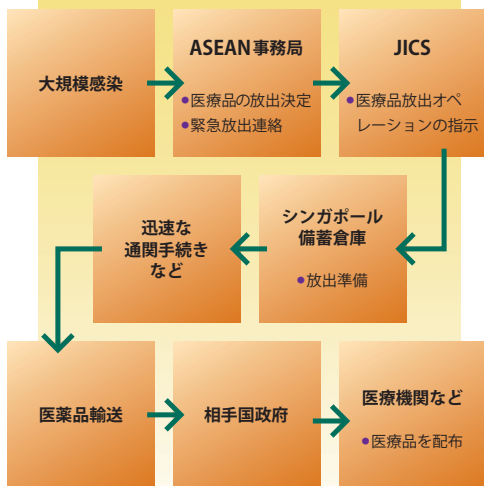 大規模感染
ASEAN事務局
●医療品の放出決定
●緊急放出連絡
JICS
●医療品放出オペ
レーションの指示
シンガポール
備蓄倉庫
●放出準備
迅速な
通関手続き
など
医薬品輸送
相手国政府
医療機関など
●医療品を配布